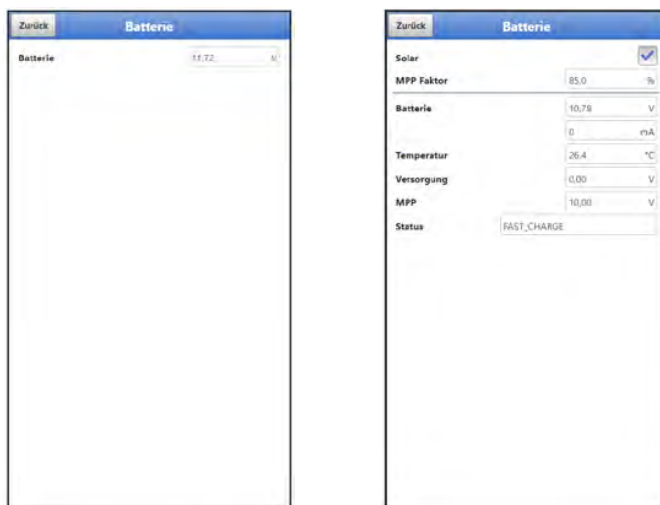 Zurück Batterie
Batterie 11,72 V
Zurück Batterie
Solar
MPP Faktor 85,0 %
Batterie 10,78 V
0 mA
Temperatur 26.4 °C
Versorgung 0,00 V
MPP 10,00 V
Status FAST_CHARGE